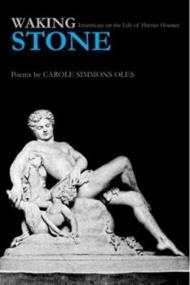 WAKING Inventions on the Life of Harriet Hosmer
STONE
Poems by CAROLE SIMMONS OLES